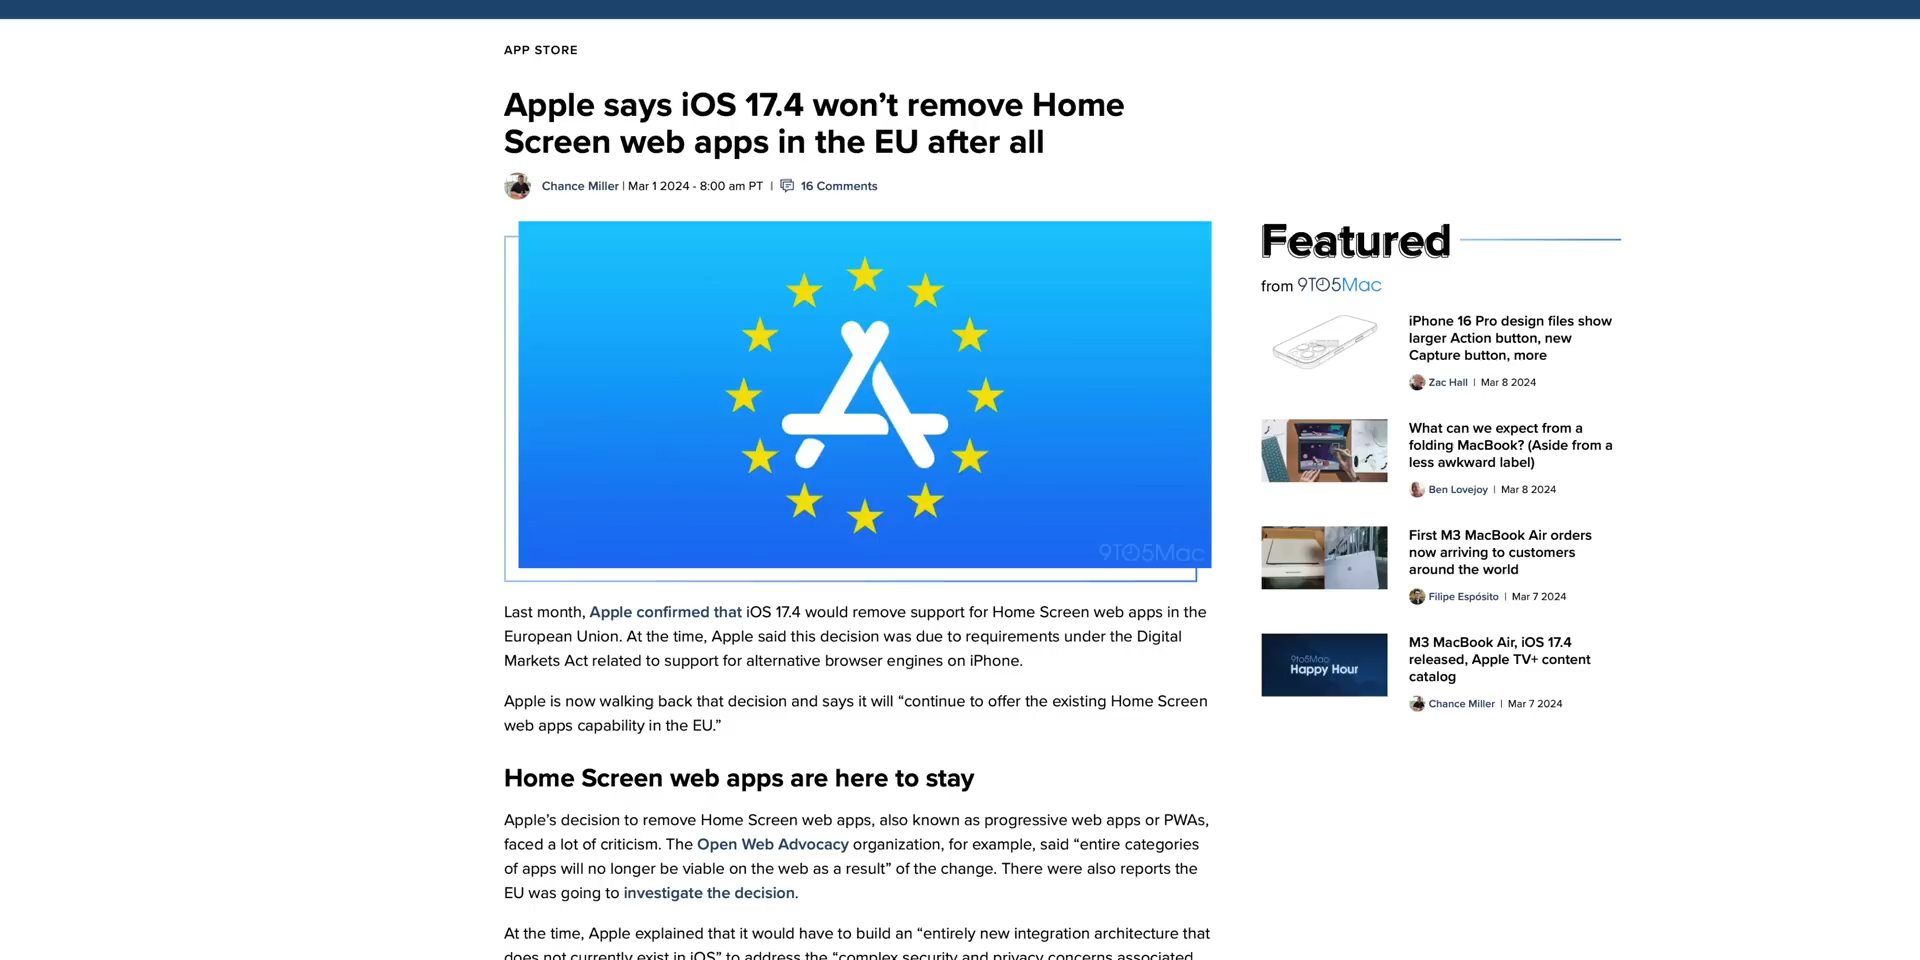 APP STORE
Apple says iOS 17.4 won’t remove Home
Screen web apps in the EU after all
Chance Miller | Mar 1 2024 - 8:00 am PT | 16 Comments
9TO5Mac
Last month, Apple confirmed that iOS 17.4 would remove support for Home Screen web apps in the
European Union. At the time, Apple said this decision was due to requirements under the Digital
Markets Act related to support for alternative browser engines on iPhone.
Apple is now walking back that decision and says it will “continue to offer the existing Home Screen
web apps capability in the EU.”
Home Screen web apps are here to stay
Apple’s decision to remove Home Screen web apps, also known as progressive web apps or PWAs,
faced a lot of criticism. The Open Web Advocacy organization, for example, said “entire categories
of apps will no longer be viable on the web as a result” of the change. There were also reports the
EU was going to investigate the decision.
At the time, Apple explained that it would have to build an “entirely new integration architecture that
does not currently exist in iOS” to address the “complex security and privacy concerns associated
Featured
from 9TO5Mac
iPhone 16 Pro design files show
larger Action button, new
Capture button, more
Zac Hall | Mar 8 2024
What can we expect from a
folding MacBook? (Aside from a
less awkward label)
Ben Lovejoy | Mar 8 2024
First M3 MacBook Air orders
now arriving to customers
around the world
Filipe Espósito | Mar 7 2024
9to5Mac
Happy Hour
M3 MacBook Air, iOS 17.4
released, Apple TV+ content
catalog
Chance Miller | Mar 7 2024